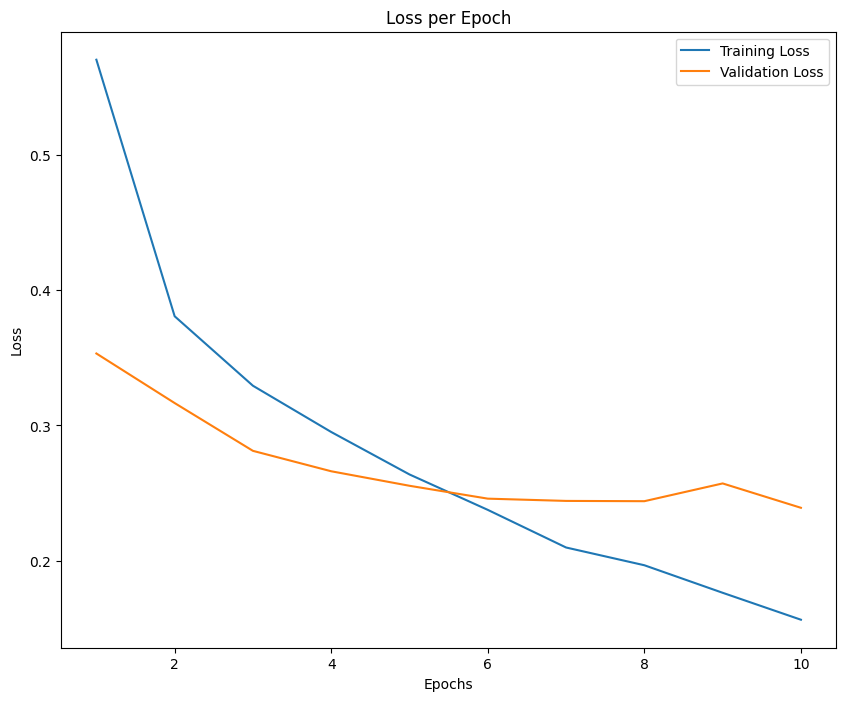 Loss per Epoch
Training Loss
Validation Loss
0.5
0.4
0.3
0.2
Loss
2 4 6 8 10
Epochs